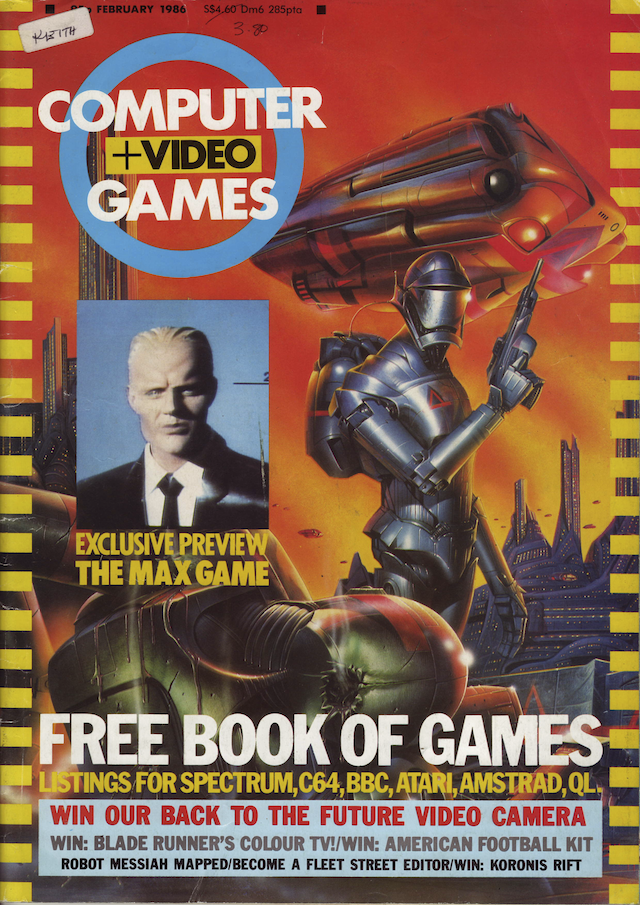 FEBRUARY 1986 S$4.60 Dm6 285pta
KEITH
3.80
COMPUTER
+VIDEO
GAMES
EXCLUSIVE PREVIEW
THE MAX GAME
FREE BOOK OF GAMES
LISTINGS FOR SPECTRUM, C64, BBC, ATARI, AMSTRAD, QL.
WIN OUR BACK TO THE FUTURE VIDEO CAMERA
WIN: BLADE RUNNER'S COLOUR TV!/WIN: AMERICAN FOOTBALL KIT
ROBOT MESSIAH MAPPED/BECOME A FLEET STREET EDITOR/WIN: KORONIS RIFT